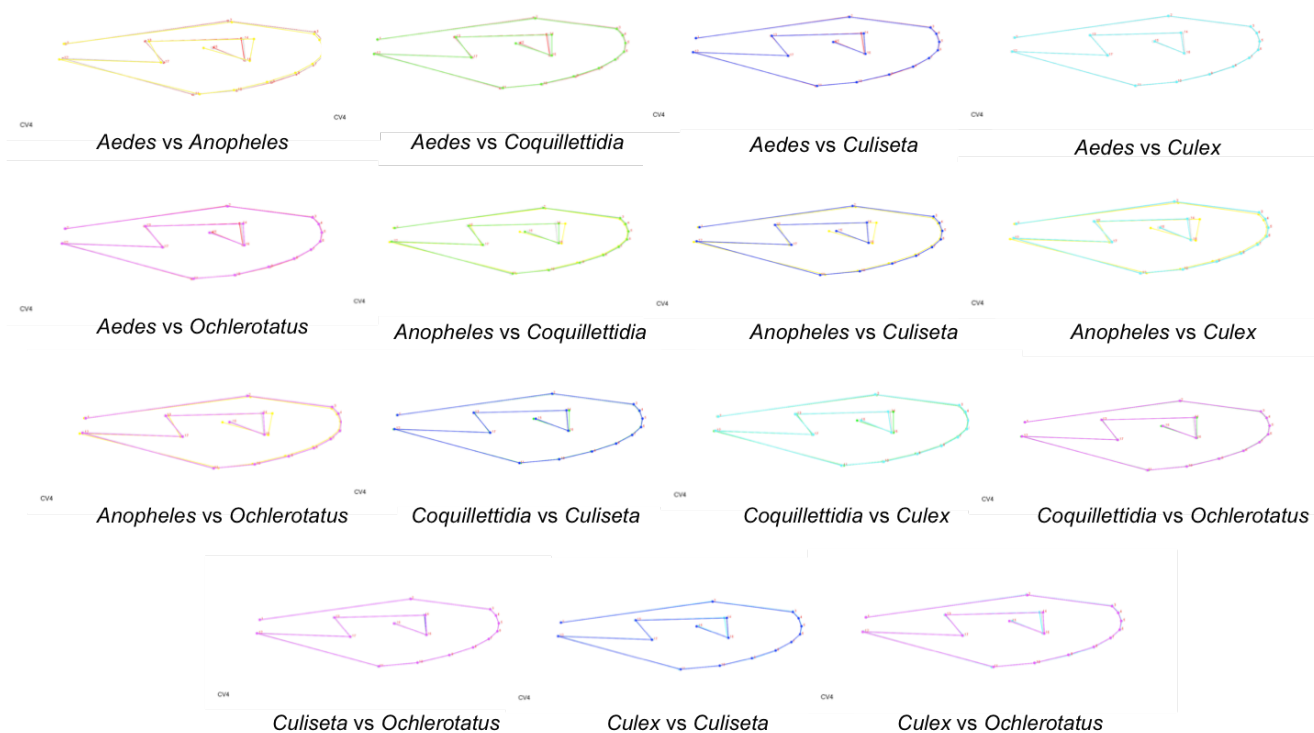 CV4
CV4
Aedes vs Anopheles
Aedes vs Coquillettidia
CV4
Aedes vs Culiseta
CV4
Aedes vs Culex
CV4
Aedes vs Ochlerotatus
CV4
Anopheles vs Coquillettidia
CV4
Anopheles vs Culiseta
CV4
Anopheles vs Culex
CV4
Anopheles vs Ochlerotatus
CV4
Coquillettidia vs Culiseta
CV4
Coquillettidia vs Culex
CV4
Coquillettidia vs Ochlerotatus
CV4
Culiseta vs Ochlerotatus
CV4
Culex vs Culiseta
CV4
Culex vs Ochlerotatus